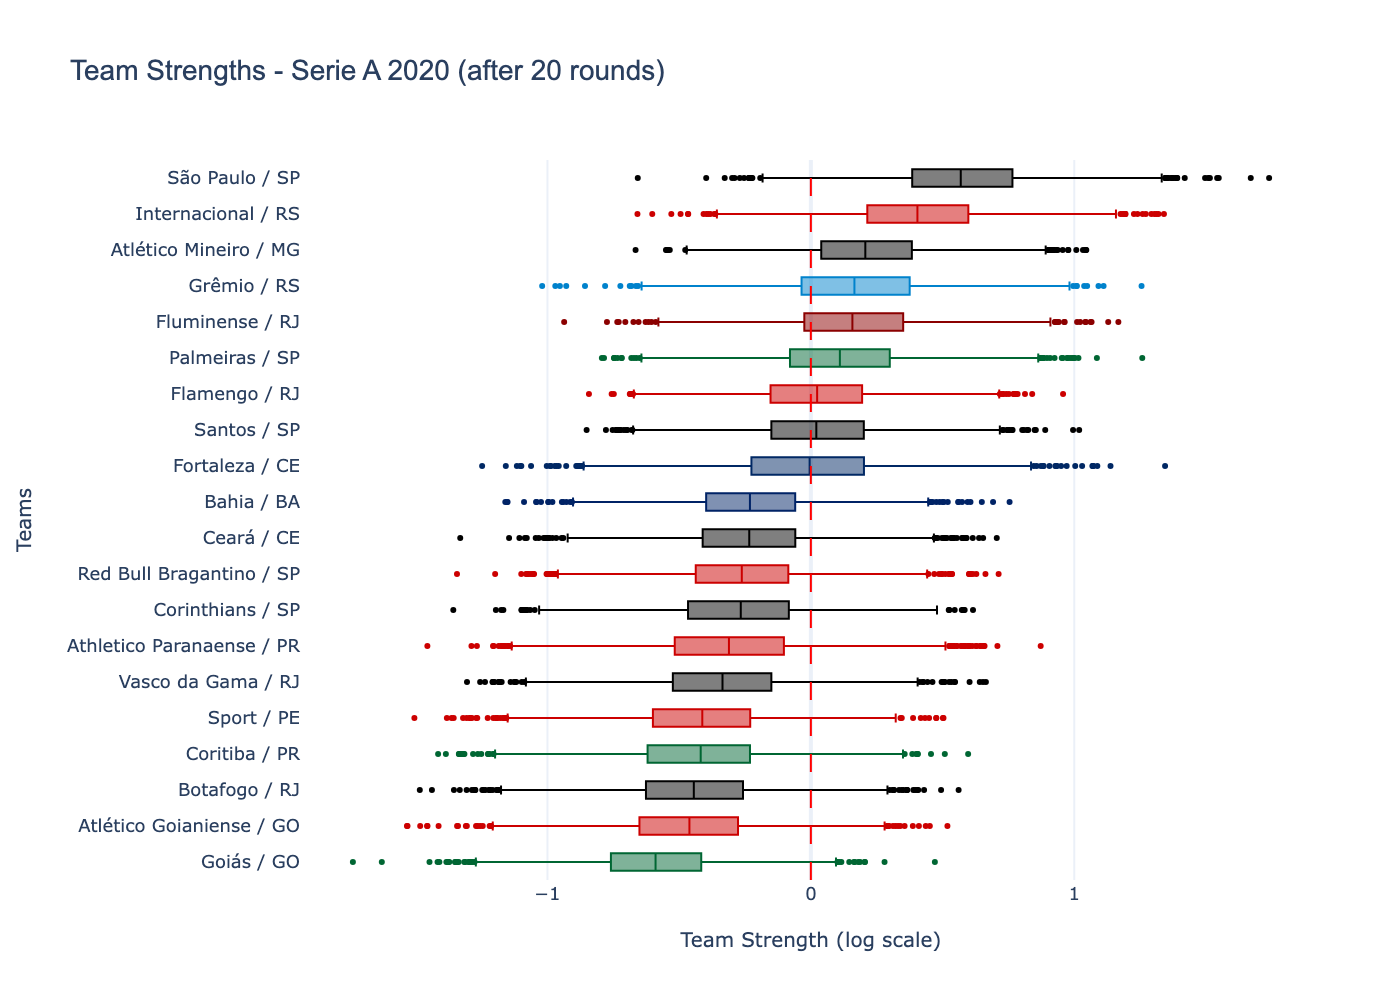 Team Strengths - Serie A 2020 (after 20 rounds)
São Paulo / SP
Internacional / RS
Atlético Mineiro / MG
Grêmio / RS
Fluminense / RJ
Palmeiras / SP
Flamengo / RJ
Santos / SP
Fortaleza / CE
Bahia / BA
Ceará / CE
Red Bull Bragantino / SP
Corinthians / SP
Athletico Paranaense / PR
Vasco da Gama / RJ
Sport / PE
Coritiba / PR
Botafogo / RJ
Atlético Goianiense / GO
Goiás / GO
Teams
−1 0 1
Team Strength (log scale)